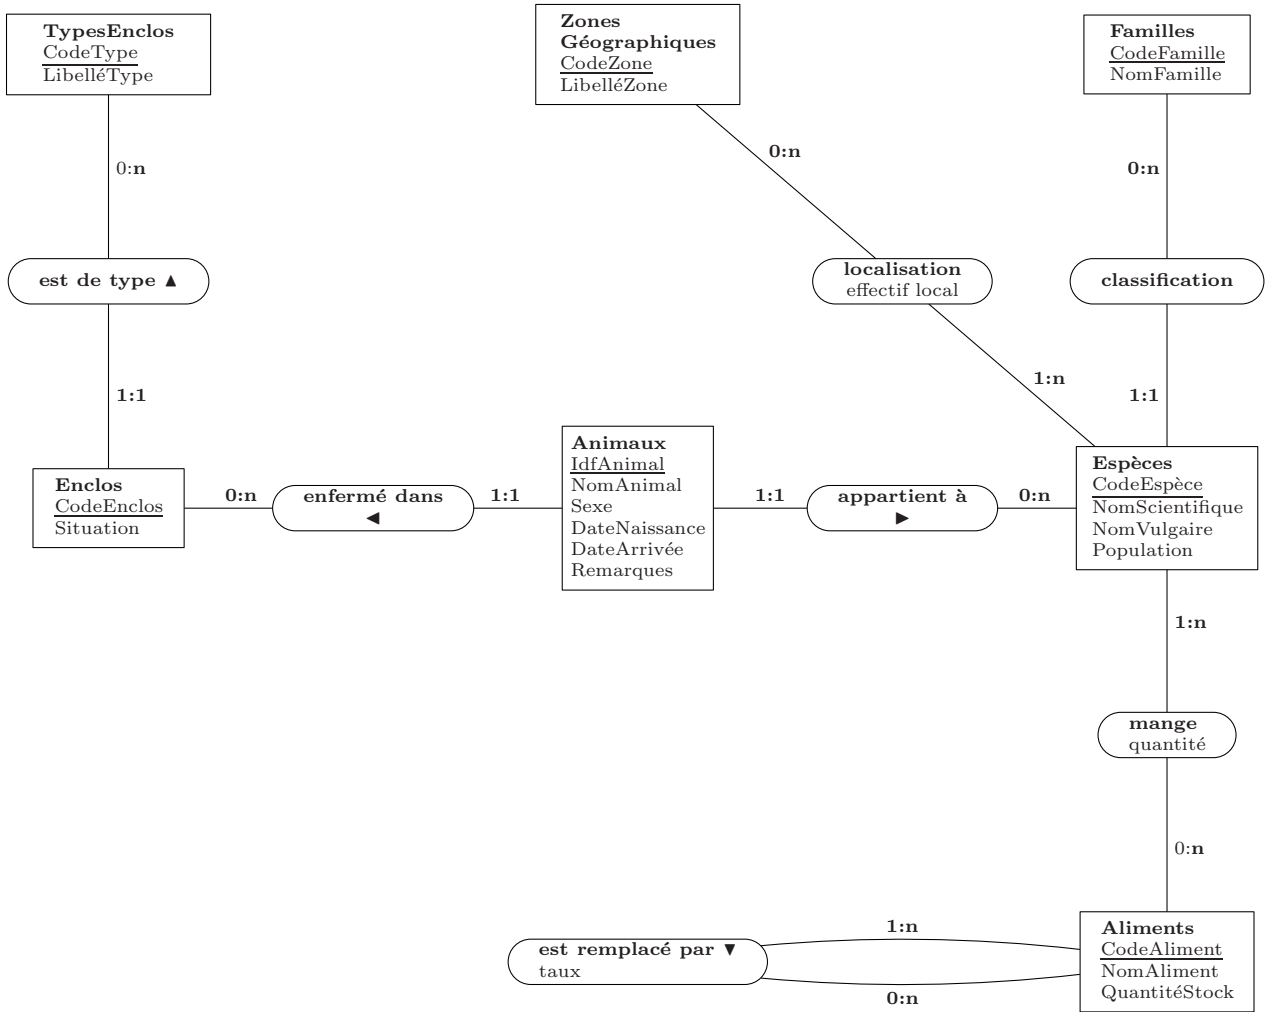 TypesEnclos
CodeType
LibelléType
Zones
Géographiques
CodeZone
LibelléZone
Familles
CodeFamille
NomFamille
0:n
0:n
0:n
est de type ▲
localisation
effectif local
classification
1:1
1:n
1:1
Enclos
CodeEnclos
Situation
0:n
enfermé dans
◀
1:1
Animaux
IdfAnimal
NomAnimal
Sexe
DateNaissance
DateArrivée
Remarques
1:1
appartient à
▶
0:n
Espèces
CodeEspèce
NomScientifique
NomVulgaire
Population
1:n
mange
quantité
0:n
est remplacé par ▼
taux
1:n
0:n
Aliments
CodeAliment
NomAliment
QuantitéStock